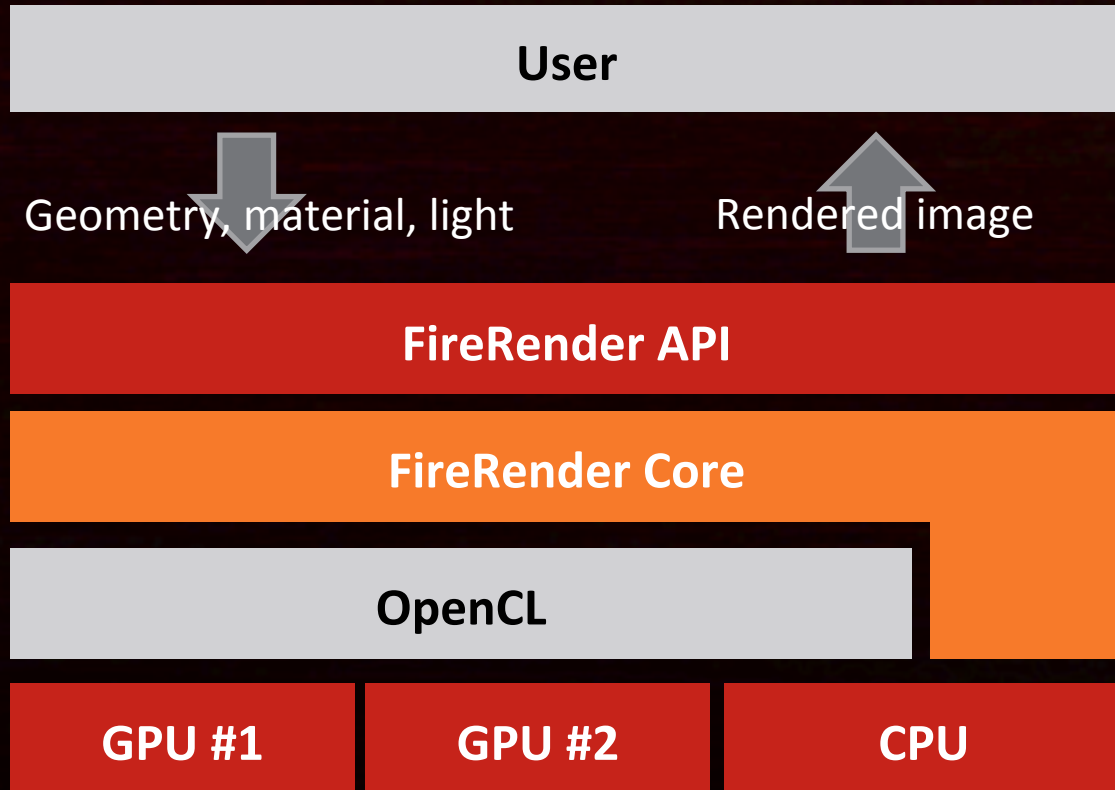 User
Geometry, material, light
Rendered image
FireRender API
FireRender Core
OpenCL
GPU #1
GPU #2
CPU